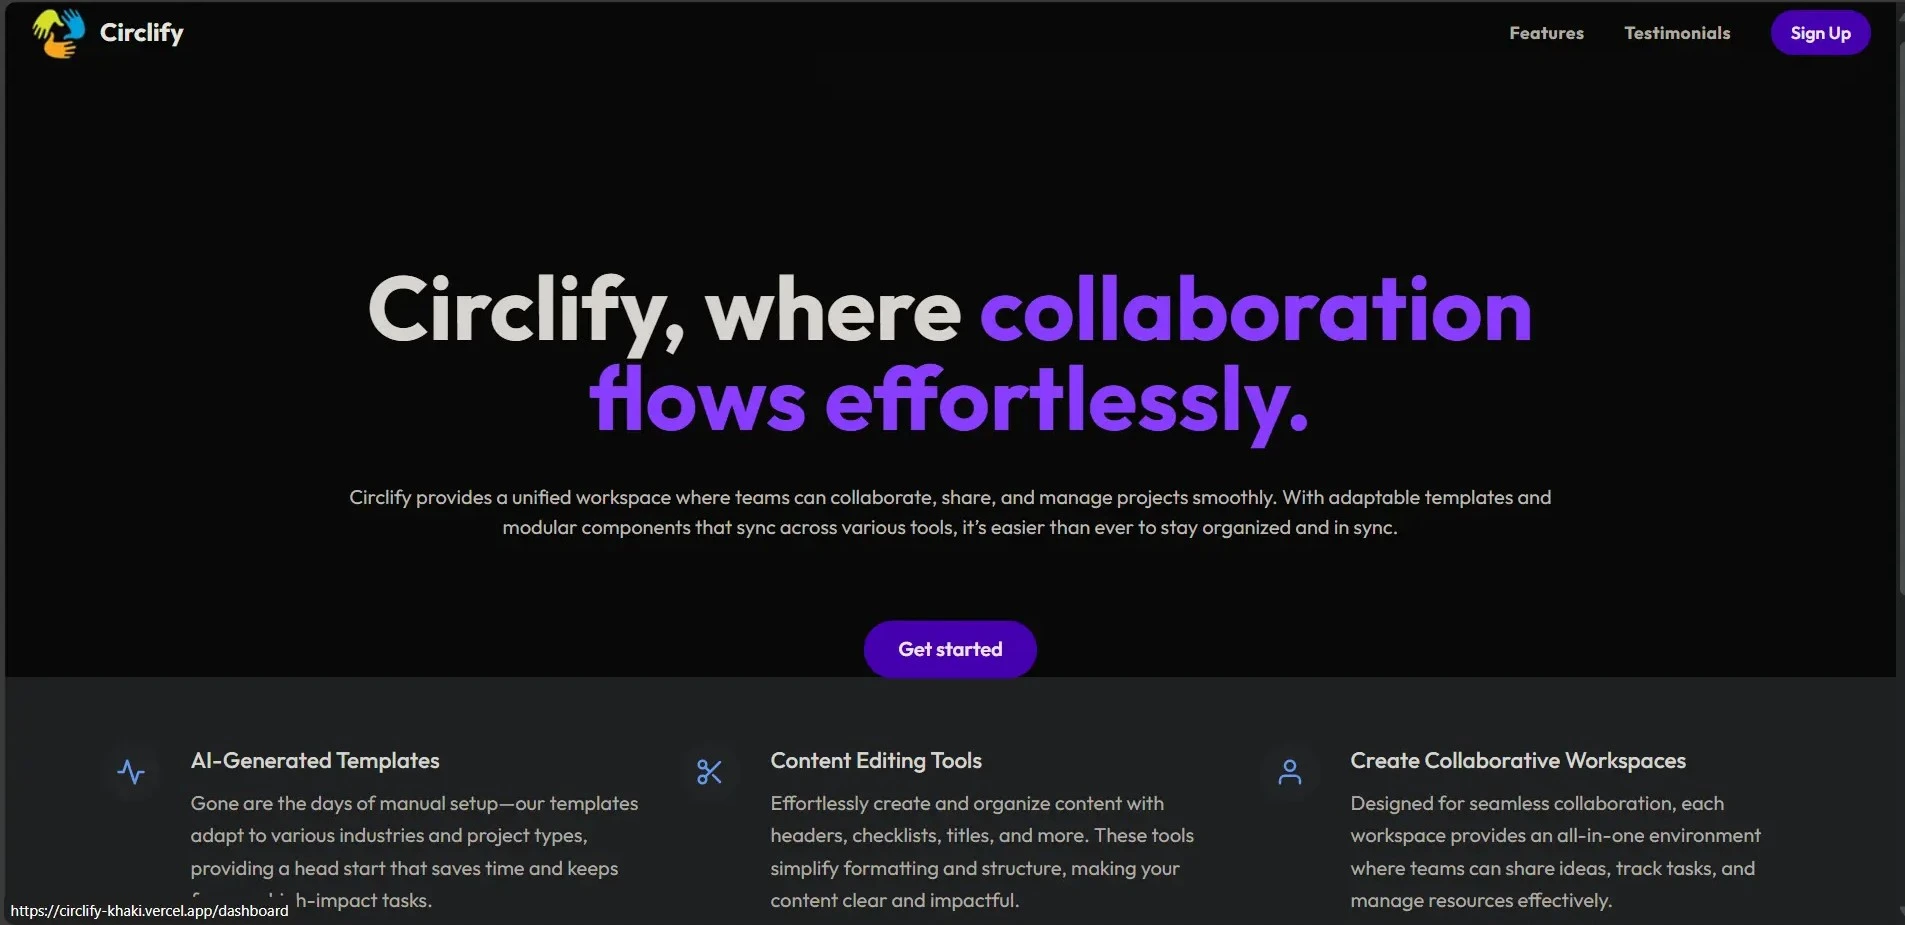 Circlify
Features
Testimonials
Sign Up
Circlify, where collaboration
flows effortlessly.
Circlify provides a unified workspace where teams can collaborate, share, and manage projects smoothly. With adaptable templates and
modular components that sync across various tools, it's easier than ever to stay organized and in sync.
Get started
AI-Generated Templates
Gone are the days of manual setup—our templates
adapt to various industries and project types,
providing a head start that saves time and keeps
tasks.
Content Editing Tools
Effortlessly create and organize content with
headers, checklists, titles, and more. These tools
simplify formatting and structure, making your
content clear and impactful.
Create Collaborative Workspaces
Designed for seamless collaboration, each
workspace provides an all-in-one environment
where teams can share ideas, track tasks, and
manage resources effectively.
https://circlify-khaki.vercel.app/dashboard